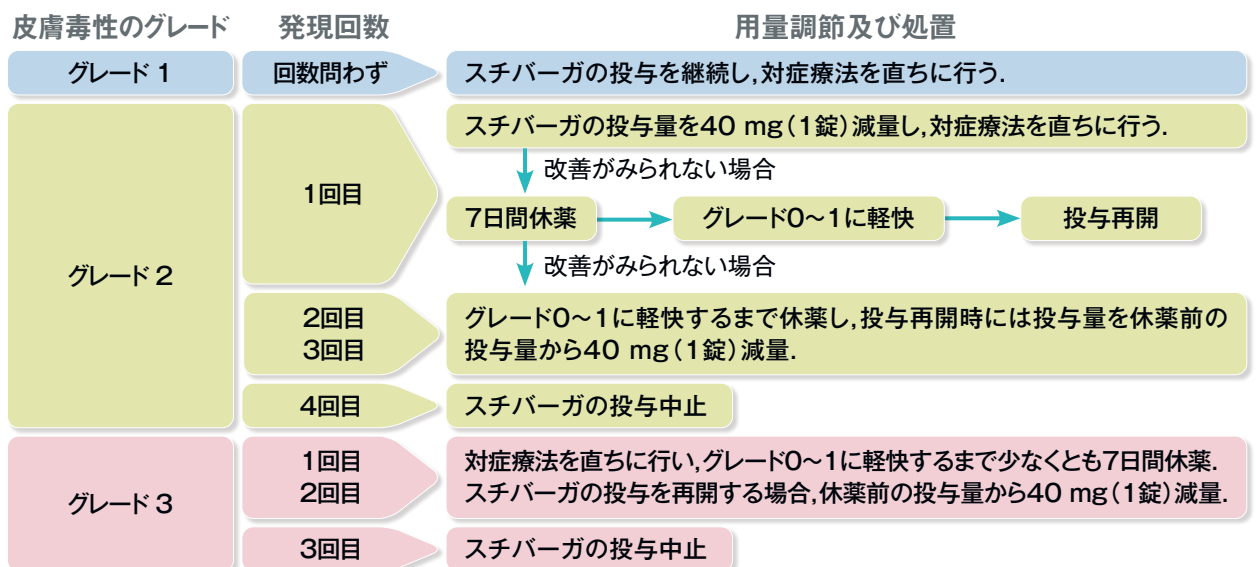 皮膚毒性のグレード 発現回数 用量調節及び処置
グレード 1 回数問わず スチバーガの投与を継続し,対症療法を直ちに行う.
グレード 2
1回目
スチバーガの投与量を40 mg(1錠)減量し,対症療法を直ちに行う.
改善がみられない場合
7日間休薬 グレード0~1に軽快 投与再開
改善がみられない場合
2回目
3回目
グレード0~1に軽快するまで休薬し,投与再開時には投与量を休薬前の
投与量から40 mg(1錠)減量.
4回目 スチバーガの投与中止
グレード 3
1回目
2回目
対症療法を直ちに行い,グレード0~1に軽快するまで少なくとも7日間休薬.
スチバーガの投与を再開する場合,休薬前の投与量から40 mg(1錠)減量.
3回目 スチバーガの投与中止